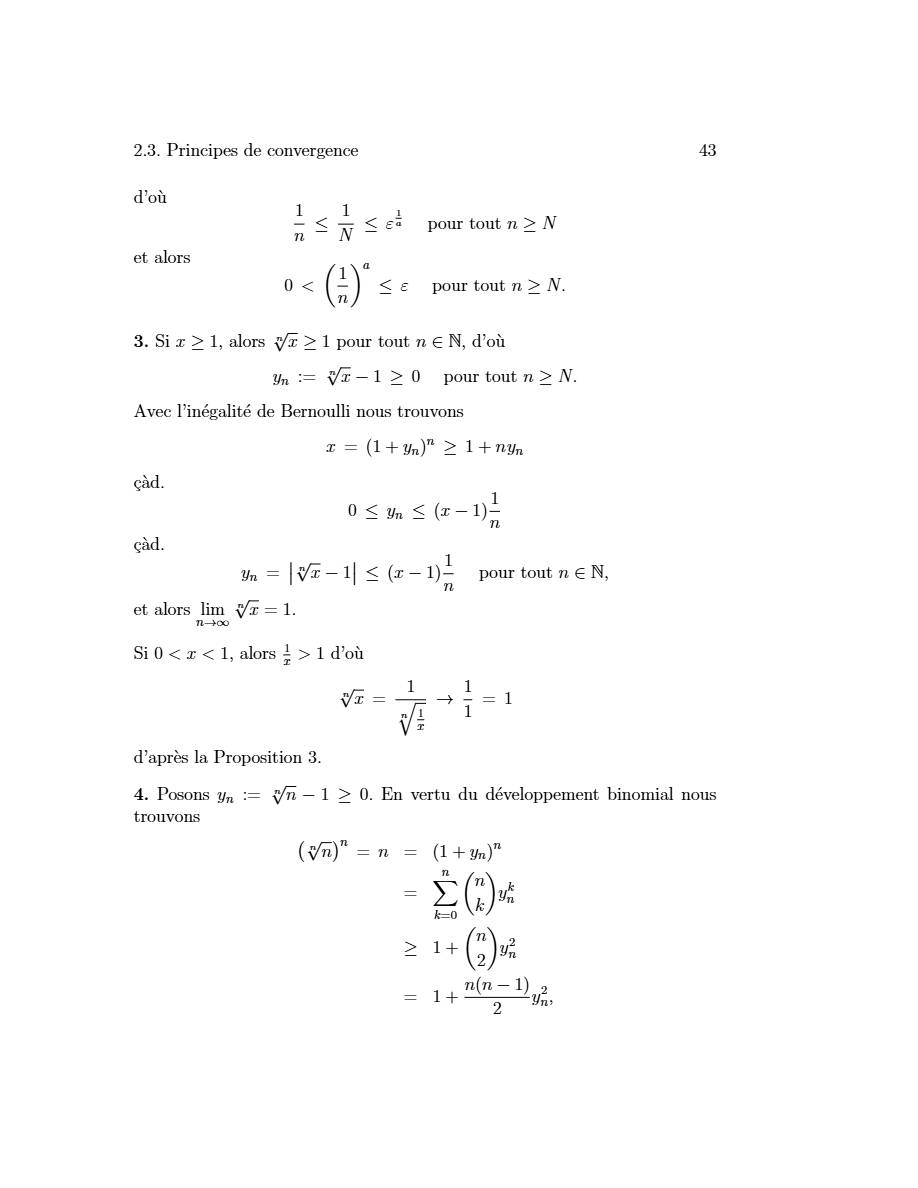 2.3. Principes de convergence 43
d'où
1/n ≤ 1/N ≤ ε^{1/a} pour tout n ≥ N
et alors
0 < (1/n)^a ≤ ε pour tout n ≥ N.
3. Si x ≥ 1, alors ⁿ√x ≥ 1 pour tout n ∈ ℕ, d'où
y_n := ⁿ√x − 1 ≥ 0 pour tout n ≥ N.
Avec l'inégalité de Bernoulli nous trouvons
x = (1 + y_n)^n ≥ 1 + ny_n
çàd.
0 ≤ y_n ≤ (x − 1) 1/n
çàd.
y_n = |ⁿ√x − 1| ≤ (x − 1) 1/n pour tout n ∈ ℕ,
et alors lim_{n→∞} ⁿ√x = 1.
Si 0 < x < 1, alors 1/x > 1 d'où
ⁿ√x = 1/ⁿ√(1/x) → 1/1 = 1
d'après la Proposition 3.
4. Posons y_n := ⁿ√n − 1 ≥ 0. En vertu du développement binomial nous
trouvons
(ⁿ√n)^n = n = (1 + y_n)^n
= ∑_{k=0}^{n} (n k) y_n^k
≥ 1 + (n 2) y_n^2
= 1 + n(n − 1)/2 y_n^2,